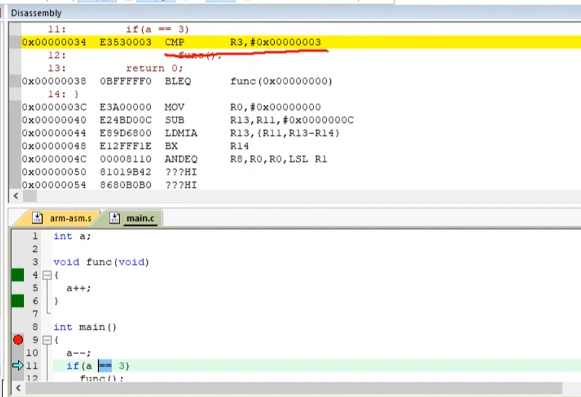 Disassembly
11:         if(a == 3)
0x00000034  E3530003  CMP       R3,#0x00000003
12:                 func();
13:         return 0;
0x00000038  0BFFFFF0  BLEQ      func(0x00000000)
14: }
0x0000003C  E3A00000  MOV       R0,#0x00000000
0x00000040  E24BD00C  SUB       R13,R11,#0x0000000C
0x00000044  E89D6800  LDMIA     R13,{R11,R13-R14}
0x00000048  E12FFF1E  BX        R14
0x0000004C  00008110  ANDEQ     R8,R0,R0,LSL R1
0x00000050  81019B42  ???HI
0x00000054  8680B0B0  ???HI
arm-asm.s  main.c
1  int a;
2
3  void func(void)
4  {
5    a++;
6  }
7
8  int main()
9  {
10   a--;
11   if(a == 3)
12     func();